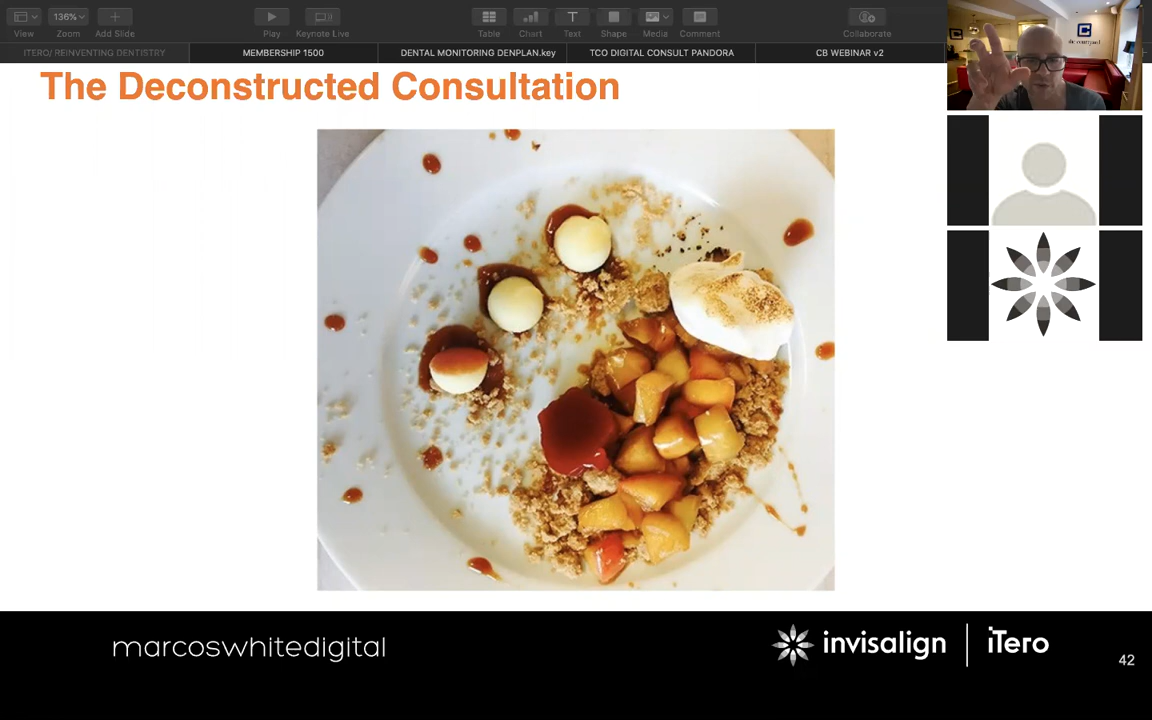 136%
View
Zoom
Add Slide
Play
Keynote Live
Table
Chart
Text
Shape
Media
Comment
Collaborate
ITERO/ REINVENTING DENTISTRY
MEMBERSHIP 1500
DENTAL MONITORING DENPLAN.key
TCO DIGITAL CONSULT PANDORA
CB WEBINAR v2
The Deconstructed Consultation
marcoswhitedigital
invisalign
iTero
42